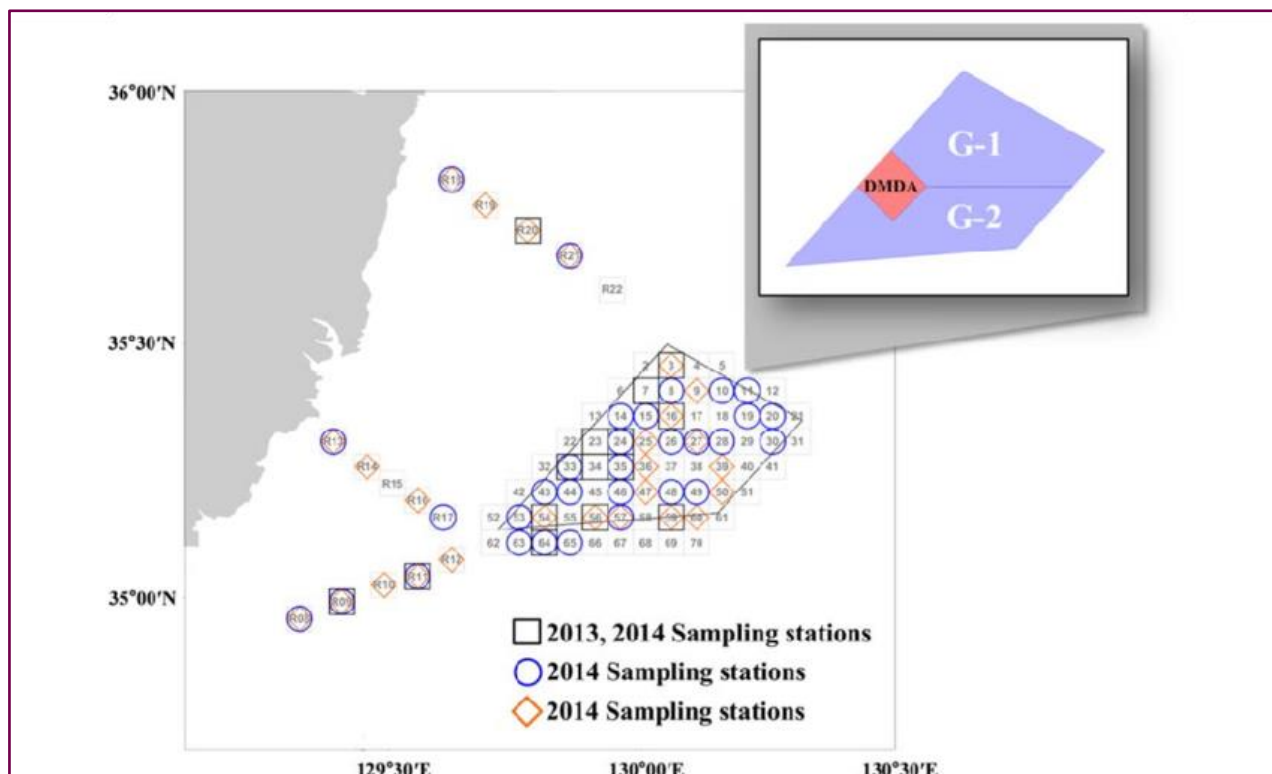 36°00'N
G-1
DMDA
G-2
R19
R20
R22
35°30'N
2 3 4 5
6 7 8 9 10 11 12
13 14 15 16 17 18 19 20 21
22 23 24 25 26 27 28 29 30 31
R14
32 33 34 35 36 37 38 39 40 41
R15
42 43 44 45 46 47 48 49 50 51
R16
R17
52 53 54 55 56 57 58 59 60 61
62 63 64 65 66 67 68 69 70
R12
R11
R10
R09
R08
35°00'N
2013, 2014 Sampling stations
2014 Sampling stations
2014 Sampling stations
129°30'E 130°00'E 130°30'E